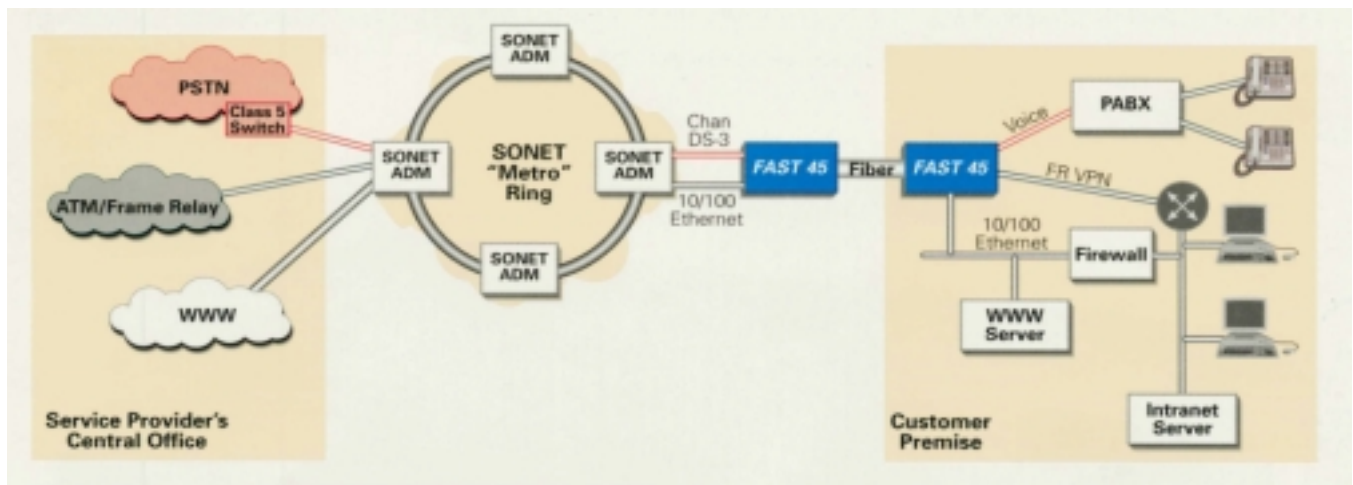 PSTN
Class 5
Switch
ATM/Frame Relay
WWW
Service Provider's
Central Office
SONET
ADM
SONET
ADM
SONET
"Metro"
Ring
SONET
ADM
SONET
ADM
Chan
DS-3
10/100
Ethernet
FAST 45
Fiber
FAST 45
Voice
PABX
FR VPN
10/100
Ethernet
Firewall
WWW
Server
Intranet
Server
Customer
Premise